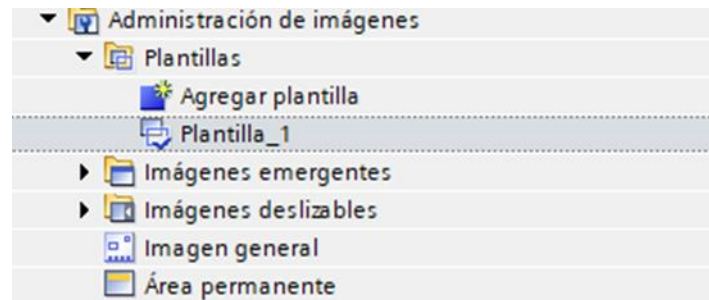 Administración de imágenes
Plantillas
Agregar plantilla
Plantilla_1
Imágenes emergentes
Imágenes deslizables
Imagen general
Área permanente